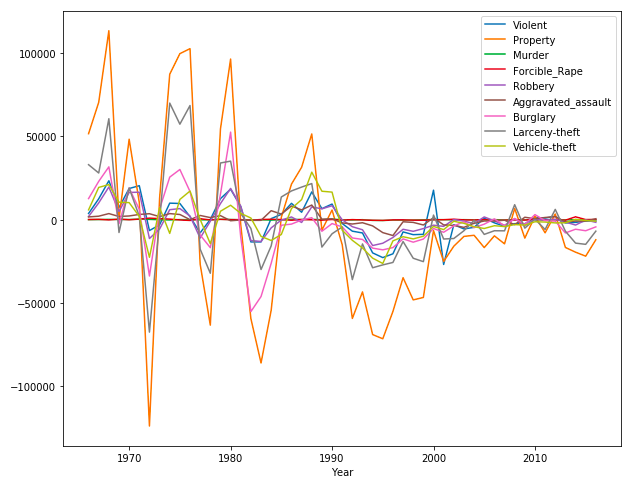 Violent
Property
Murder
Forcible_Rape
Robbery
Aggravated_assault
Burglary
Larceny-theft
Vehicle-theft
100000
50000
0
−50000
−100000
1970 1980 1990 2000 2010
Year